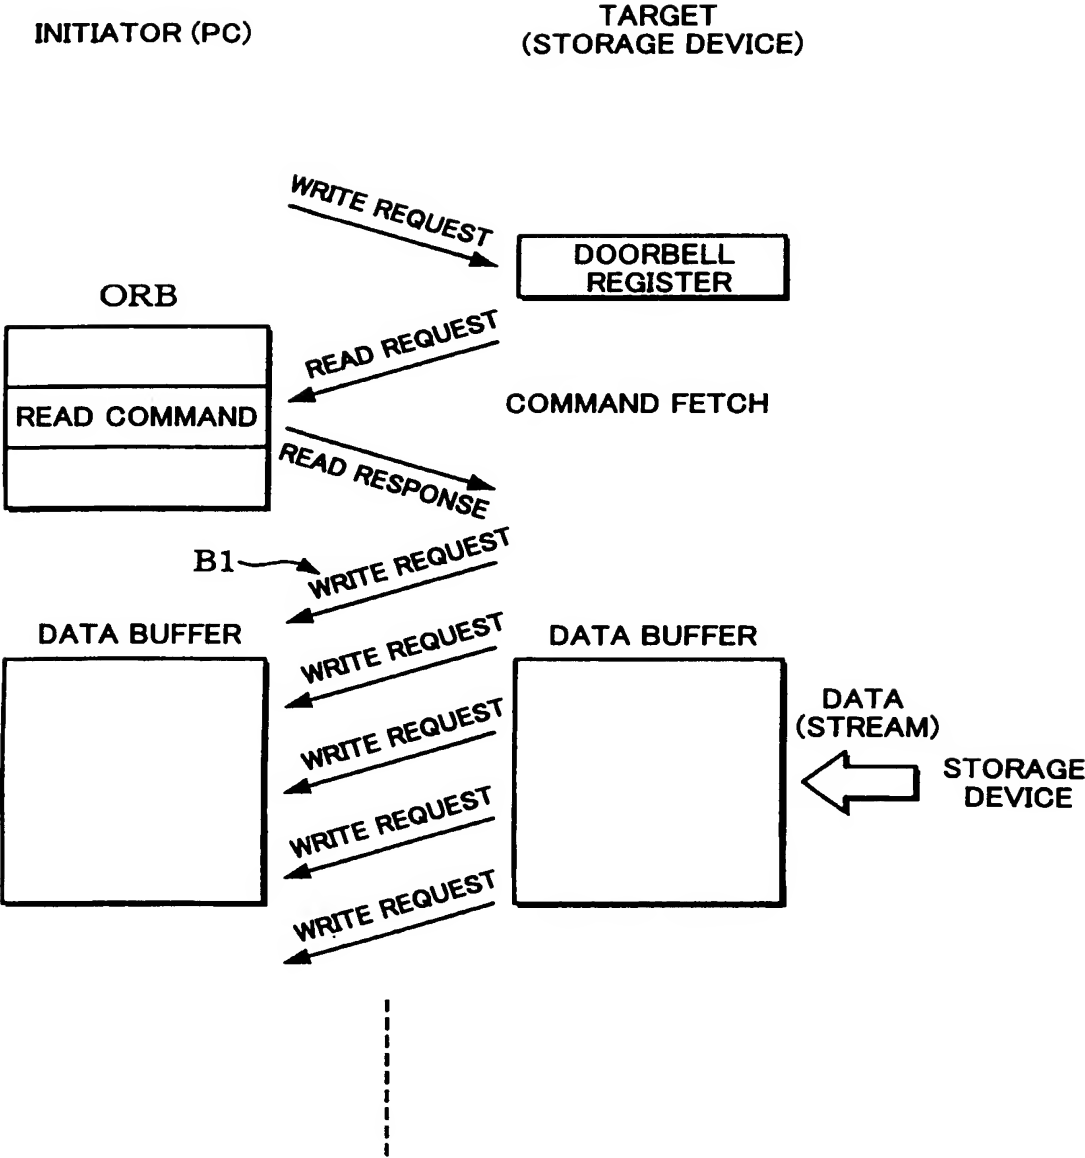 INITIATOR (PC)
TARGET
(STORAGE DEVICE)
WRITE REQUEST
DOORBELL
REGISTER
ORB
READ REQUEST
READ COMMAND
COMMAND FETCH
READ RESPONSE
B1
WRITE REQUEST
DATA BUFFER
WRITE REQUEST
DATA BUFFER
WRITE REQUEST
DATA
(STREAM)
STORAGE
DEVICE
WRITE REQUEST
WRITE REQUEST